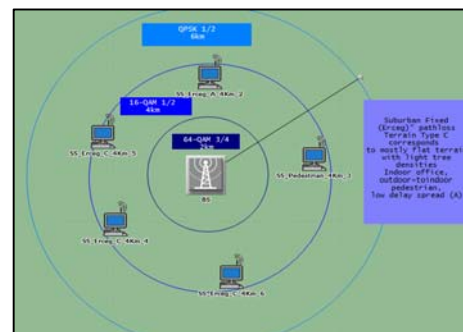 QPSK 1/2
6km
SS_Erceg_A_4Km_2
16-QAM 1/2
4km
SS_Erceg_C_4Km_5
64-QAM 3/4
2km
BS
SS_Pedestrian_4Km_3
SS_Erceg_C_4Km_4
SS_Erceg_C_4Km_6
Suburban Fixed
(Erceg)" pathloss
Terrain Type C
corresponds
to mostly flat terrain
with light tree
densities
Indoor office,
outdoor-toindoor
pedestrian,
low delay spread (A)